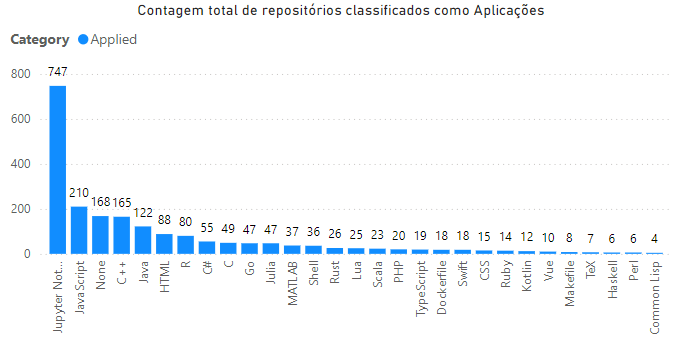 Contagem total de repositórios classificados como Aplicações
Category Applied
800
600
400
200
0
747
210
168
165
122
88
80
55
49
47
47
37
36
26
25
23
20
19
18
18
15
14
12
10
8
7
6
6
4
Jupyter Not...
JavaScript
None
C++
Java
HTML
R
C#
C
Go
Julia
MATLAB
Shell
Rust
Lua
Scala
PHP
TypeScript
Dockerfile
Swift
CSS
Ruby
Kotlin
Vue
Makefile
TeX
Haskell
Perl
Common Lisp